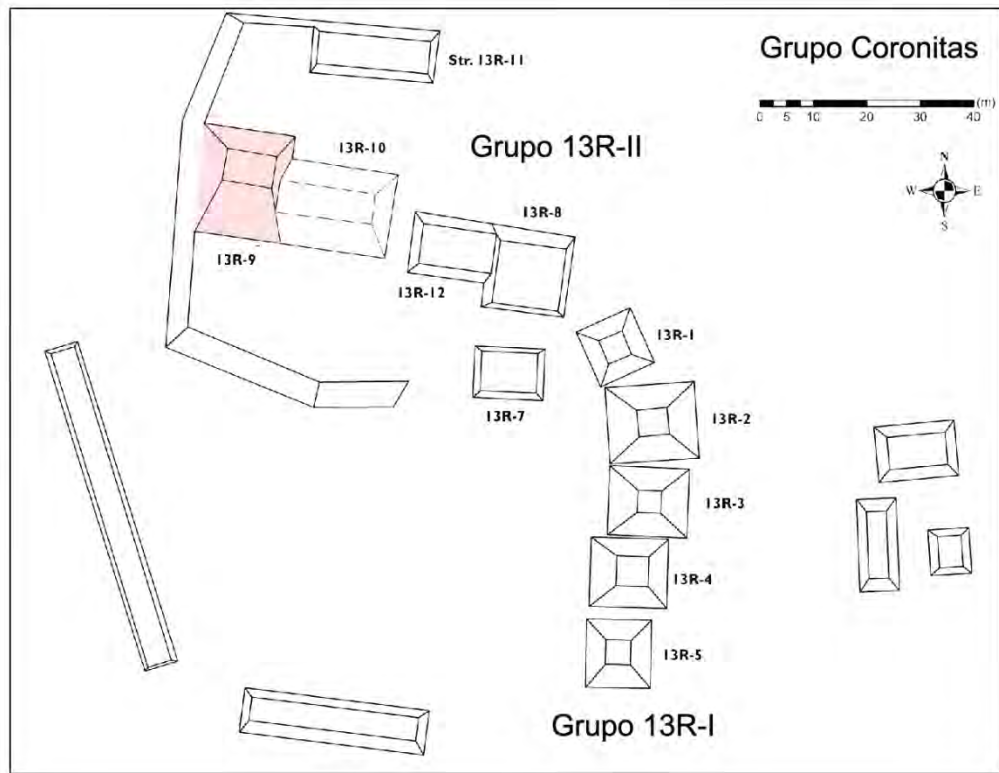 Grupo Coronitas
0 5 10 20 30 40 (m)
N
W E
S
Str. 13R-11
Grupo 13R-II
13R-10
13R-8
13R-9
13R-12
13R-1
13R-7
13R-2
13R-3
13R-4
13R-5
Grupo 13R-I